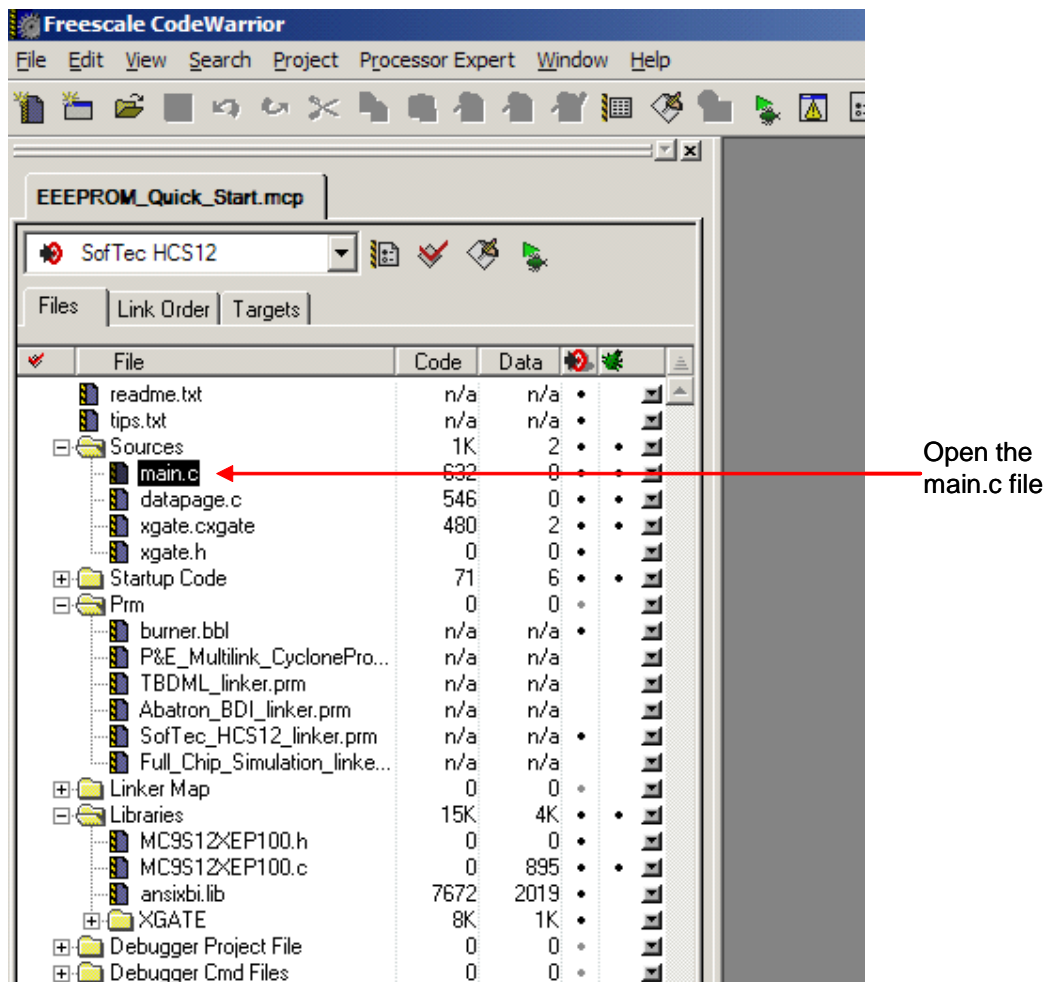 Freescale CodeWarrior
File Edit View Search Project Processor Expert Window Help
EEEPROM_Quick_Start.mcp
SofTec HCS12
Files Link Order Targets
File Code Data
readme.txt n/a n/a
tips.txt n/a n/a
Sources 1K 2
main.c 632 0
Open the
main.c file
datapage.c 546 0
xgate.cxgate 480 2
xgate.h 0 0
Startup Code 71 6
Prm 0 0
burner.bbl n/a n/a
P&E_Multilink_CyclonePro... n/a n/a
TBDML_linker.prm n/a n/a
Abatron_BDI_linker.prm n/a n/a
SofTec_HCS12_linker.prm n/a n/a
Full_Chip_Simulation_linke... n/a n/a
Linker Map 0 0
Libraries 15K 4K
MC9S12XEP100.h 0 0
MC9S12XEP100.c 0 895
ansixbi.lib 7672 2019
XGATE 8K 1K
Debugger Project File 0 0
Debugger Cmd Files 0 0